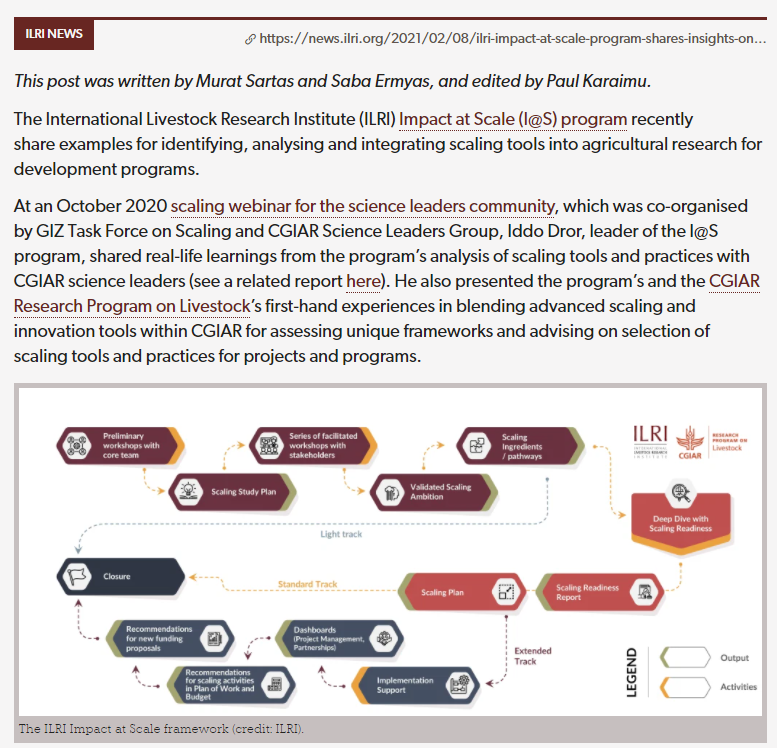 ILRI NEWS
https://news.ilri.org/2021/02/08/ilri-impact-at-scale-program-shares-insights-on...
This post was written by Murat Sartas and Saba Ermyas, and edited by Paul Karaimu.
The International Livestock Research Institute (ILRI) Impact at Scale (I@S) program recently
share examples for identifying, analysing and integrating scaling tools into agricultural research for
development programs.
At an October 2020 scaling webinar for the science leaders community, which was co-organised
by GIZ Task Force on Scaling and CGIAR Science Leaders Group, Iddo Dror, leader of the I@S
program, shared real-life learnings from the program's analysis of scaling tools and practices with
CGIAR science leaders (see a related report here). He also presented the program's and the CGIAR
Research Program on Livestock's first-hand experiences in blending advanced scaling and
innovation tools within CGIAR for assessing unique frameworks and advising on selection of
scaling tools and practices for projects and programs.
Preliminary
workshops with
core team
Series of facilitated
workshops with
stakeholders
Scaling
Ingredients
/ pathways
ILRI
CGIAR
RESEARCH
PROGRAM ON
Livestock
Scaling Study Plan
Validated Scaling
Ambition
Deep Dive with
Scaling Readiness
Light track
Closure
Standard Track
Scaling Plan
Scaling Readiness
Report
Recommendations
for new funding
proposals
Dashboards
(Project Management,
Partnerships)
Extended
Track
Recommendations
for scaling activities
in Plan of Work and
Budget
Implementation
Support
LEGEND
Output
Activities
The ILRI Impact at Scale framework (credit: ILRI).